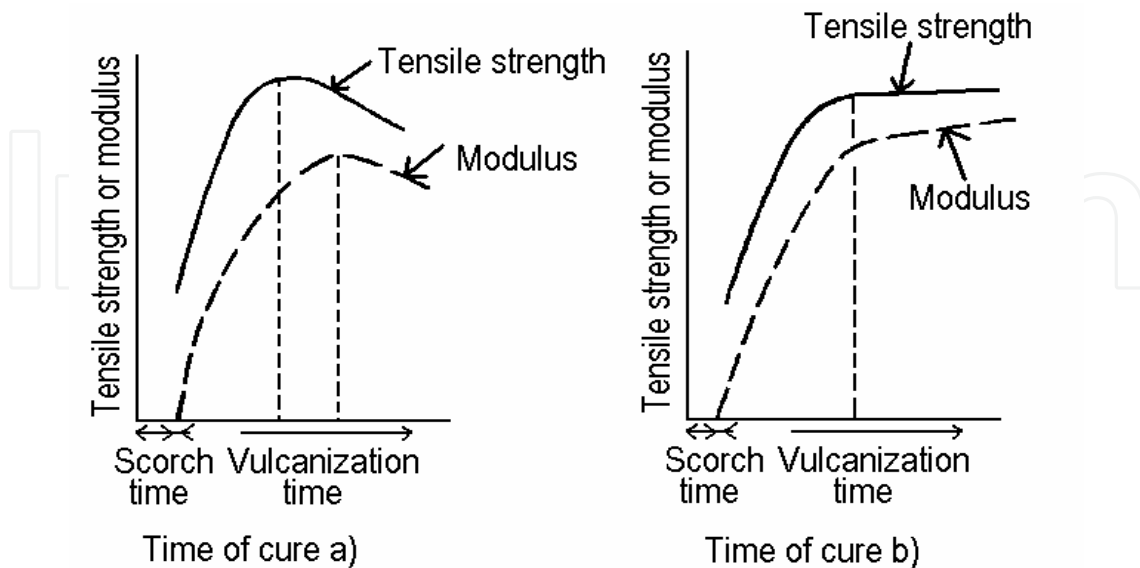 Tensile strength or modulus
Tensile strength
Modulus
Scorch time
Vulcanization time
Time of cure a)
Tensile strength or modulus
Tensile strength
Modulus
Scorch time
Vulcanization time
Time of cure b)